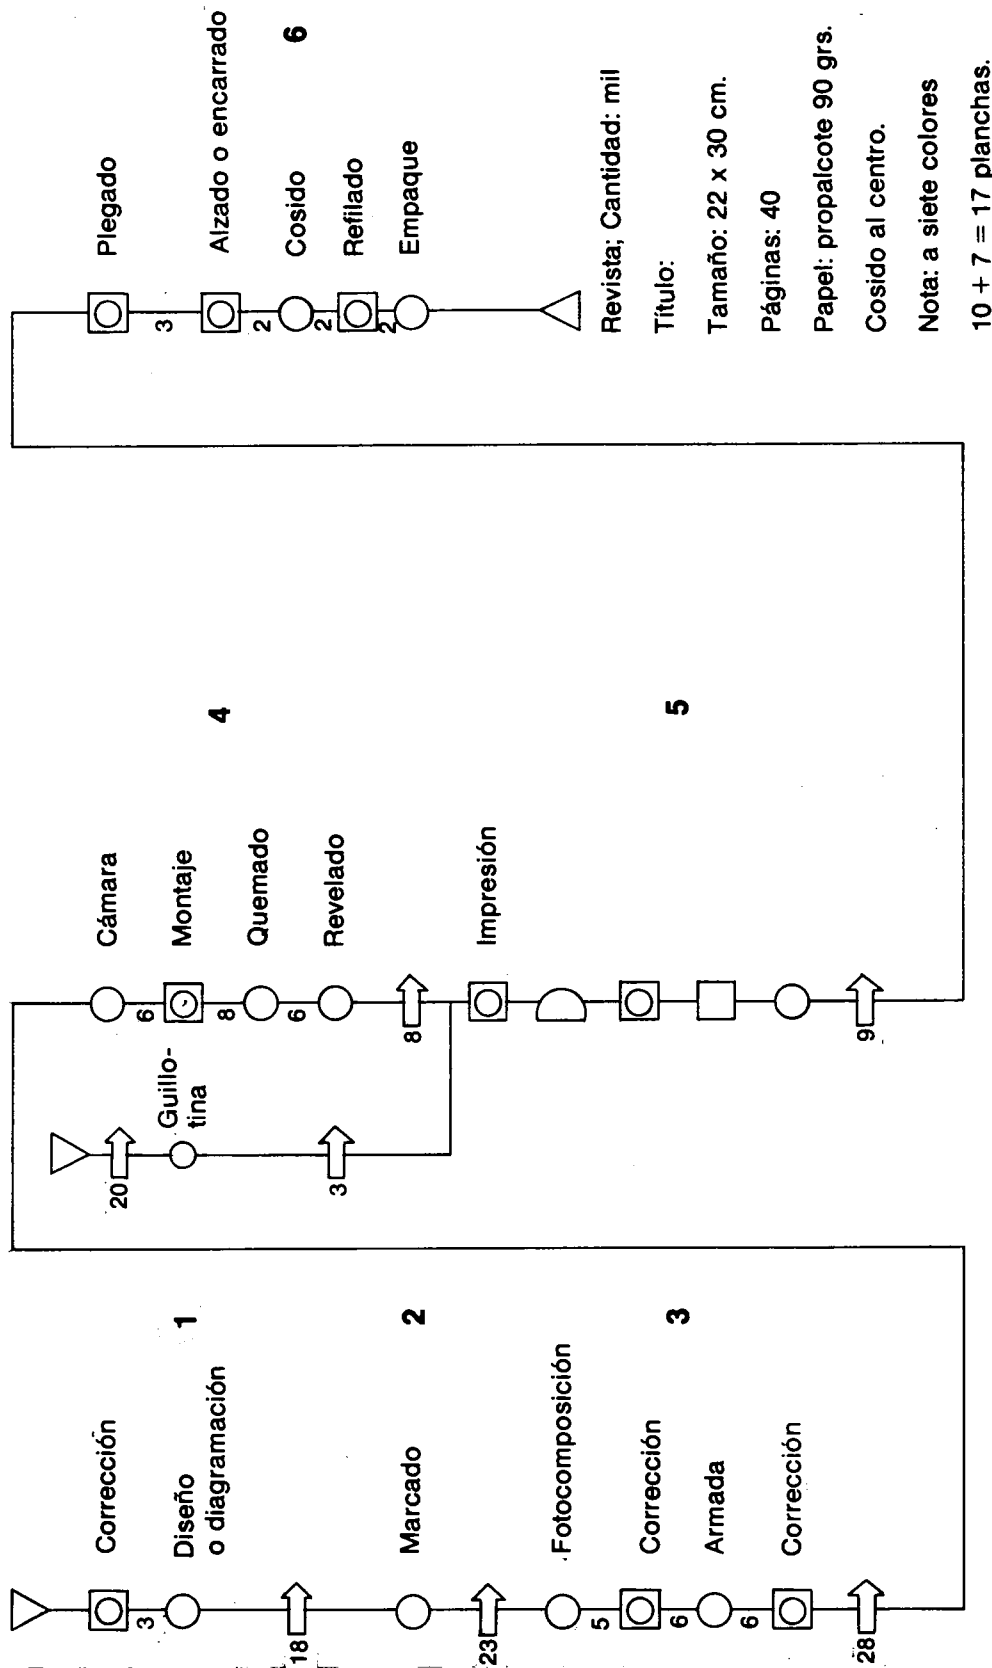 Corrección
3
Diseño
o diagramación
1
18
Marcado
2
23
Fotocomposición
5
Corrección
3
6
Armada
6
Corrección
28
20
Guillo-
tina
3
Cámara
6
Montaje
4
8
Quemado
6
Revelado
8
Impresión
5
9
Plegado
3
Alzado o encarrado
2
Cosido
6
2
Refilado
2
Empaque
Revista; Cantidad: mil
Título:
Tamaño: 22 x 30 cm.
Páginas: 40
Papel: propalcote 90 grs.
Cosido al centro.
Nota: a siete colores
10 + 7 = 17 planchas.